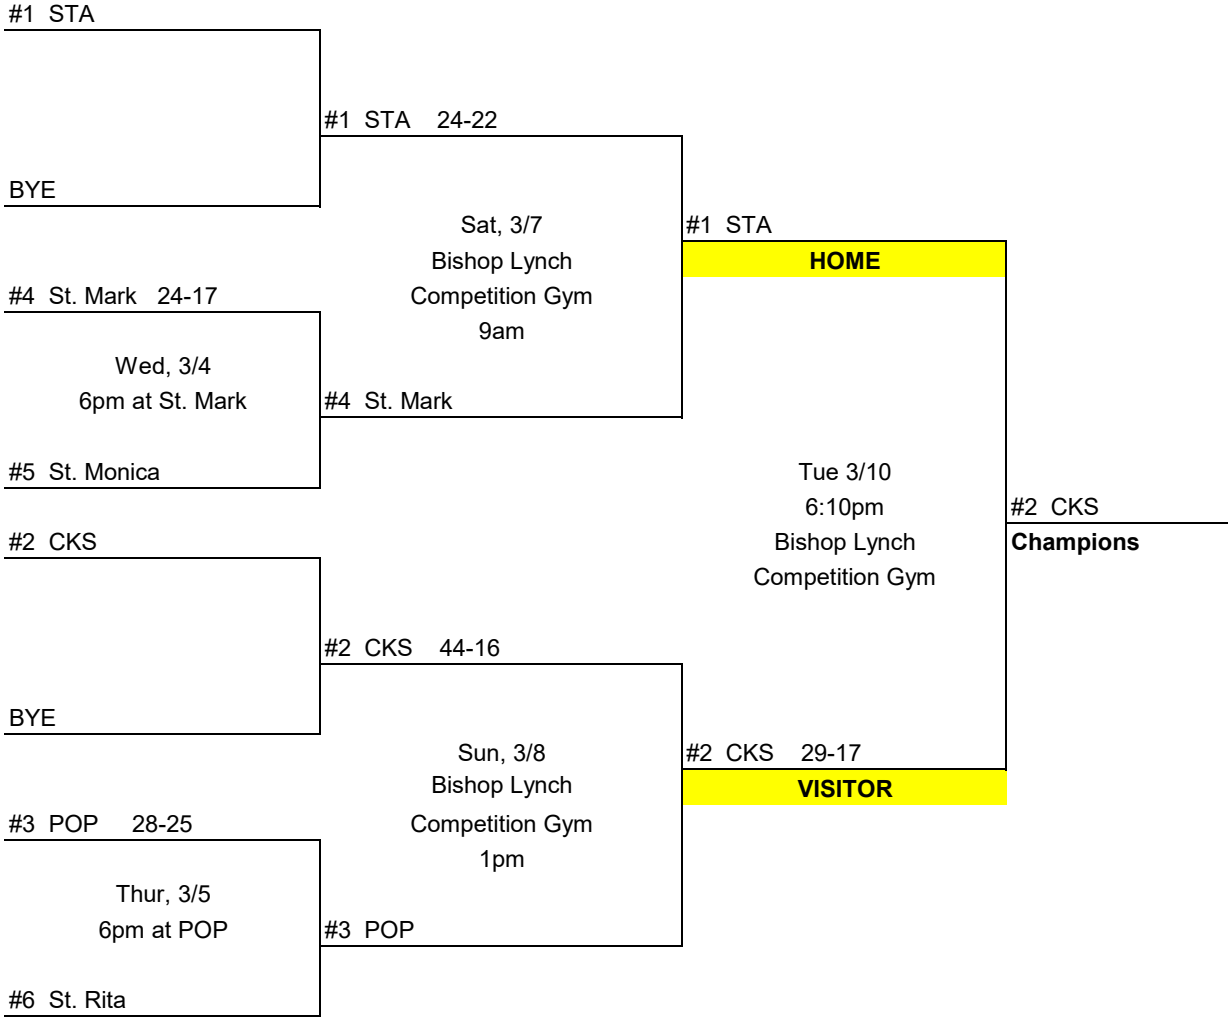 #1 STA
#1 STA 24-22
BYE
Sat, 3/7
Bishop Lynch
Competition Gym
9am
#1 STA
HOME
#4 St. Mark 24-17
Wed, 3/4
6pm at St. Mark
#4 St. Mark
#5 St. Monica
Tue 3/10
6:10pm
Bishop Lynch
Competition Gym
#2 CKS
Champions
#2 CKS
#2 CKS 44-16
BYE
Sun, 3/8
Bishop Lynch
Competition Gym
1pm
#2 CKS 29-17
VISITOR
#3 POP 28-25
Thur, 3/5
6pm at POP
#3 POP
#6 St. Rita